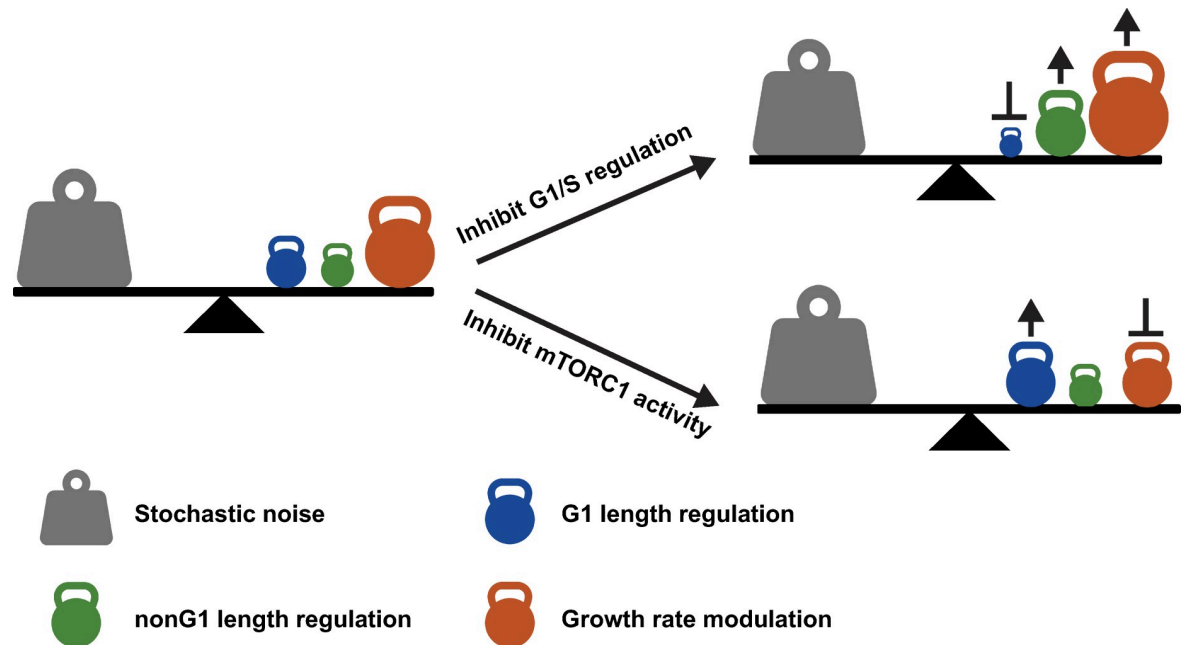 Inhibit G1/S regulation
Inhibit mTORC1 activity
Stochastic noise
G1 length regulation
nonG1 length regulation
Growth rate modulation